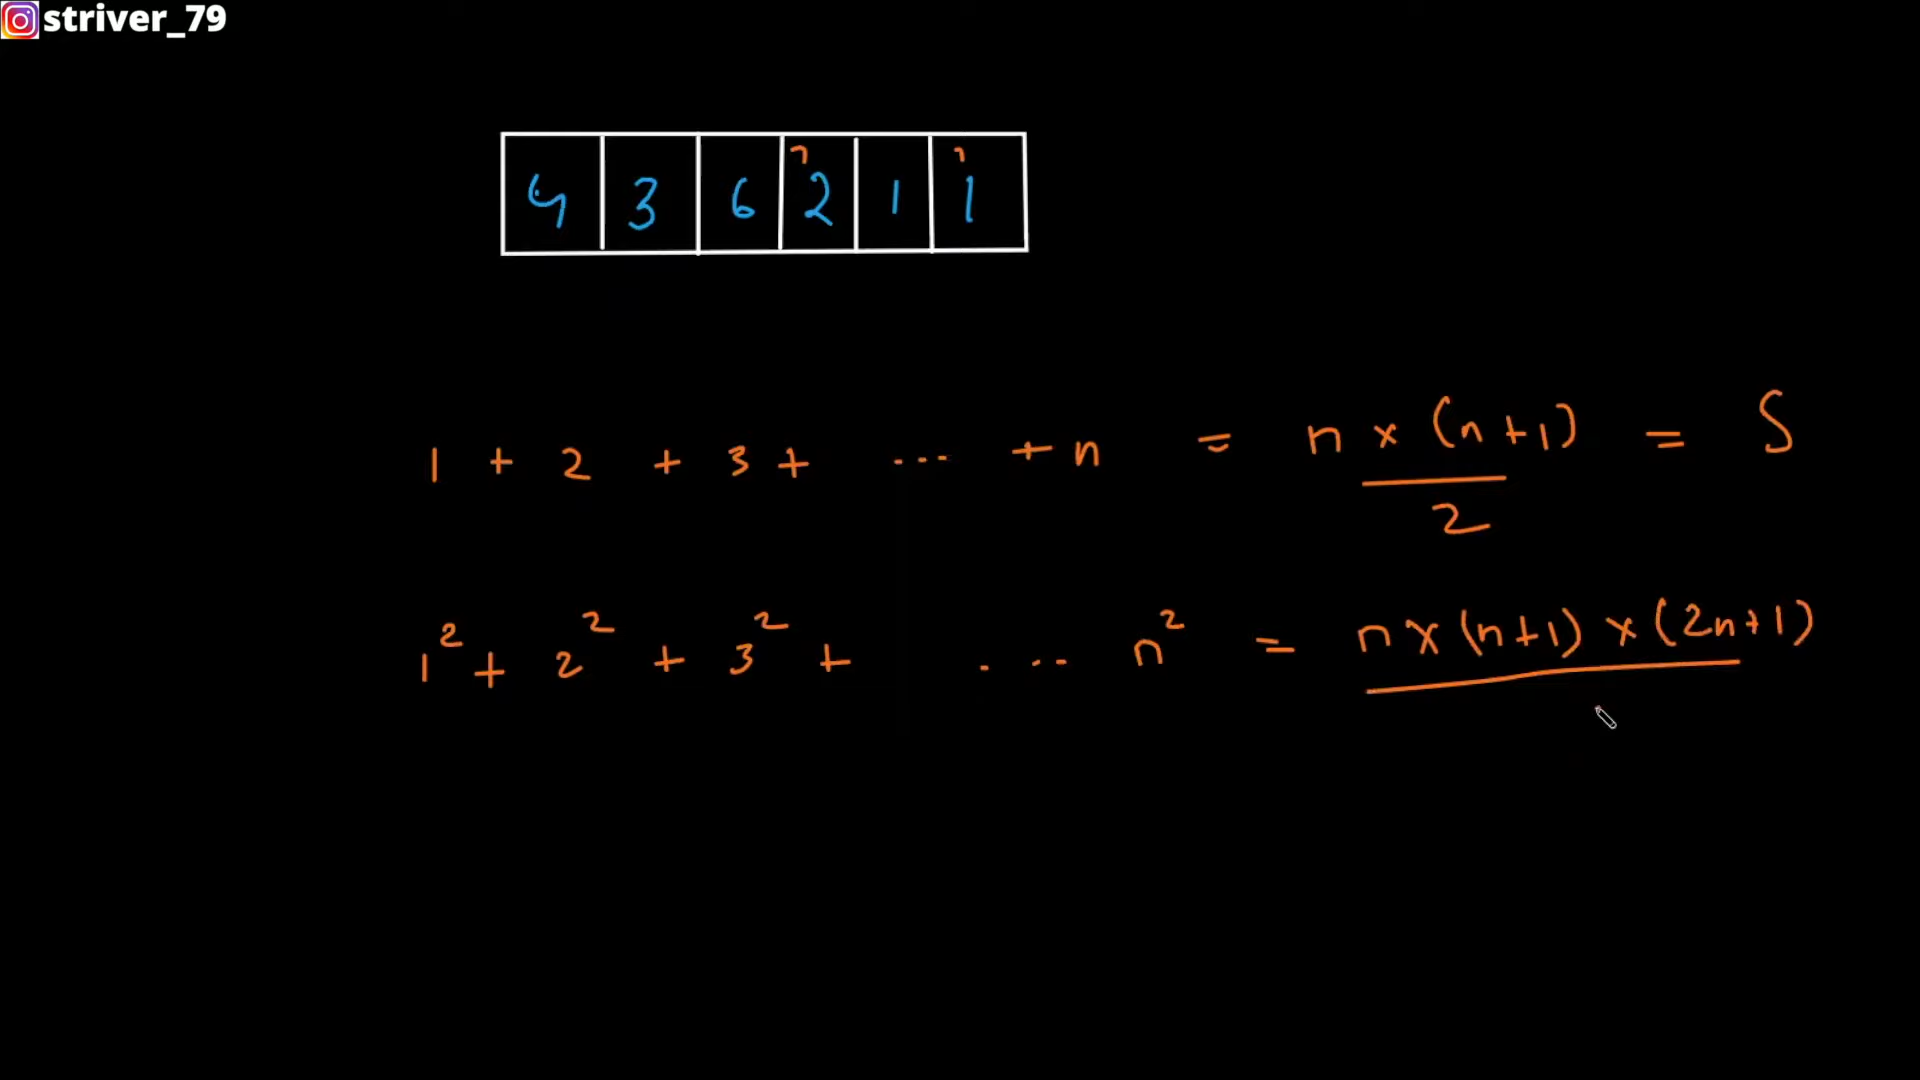 striver_79
4 3 6 2 1 1
1 + 2 + 3 + ... + n = n × (n+1) / 2 = S
1² + 2² + 3² + ... n² = n × (n+1) × (2n+1)